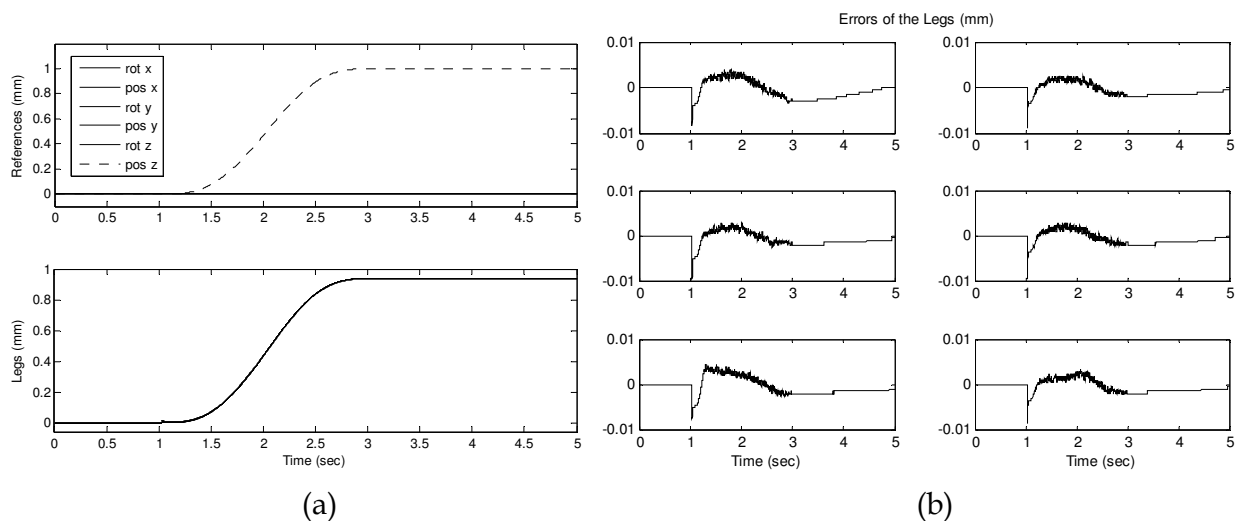 References (mm)
1
0.8
0.6
0.4
0.2
0
rot x
pos x
rot y
pos y
rot z
pos z
0 0.5 1 1.5 2 2.5 3 3.5 4 4.5 5
Legs (mm)
1
0.8
0.6
0.4
0.2
0
0 0.5 1 1.5 2 2.5 3 3.5 4 4.5 5
Time (sec)
(a)
Errors of the Legs (mm)
0.01
0
-0.01
0 1 2 3 4 5
0.01
0
-0.01
0 1 2 3 4 5
0.01
0
-0.01
0 1 2 3 4 5
0.01
0
-0.01
0 1 2 3 4 5
0.01
0
-0.01
0 1 2 3 4 5
Time (sec)
0.01
0
-0.01
0 1 2 3 4 5
Time (sec)
(b)